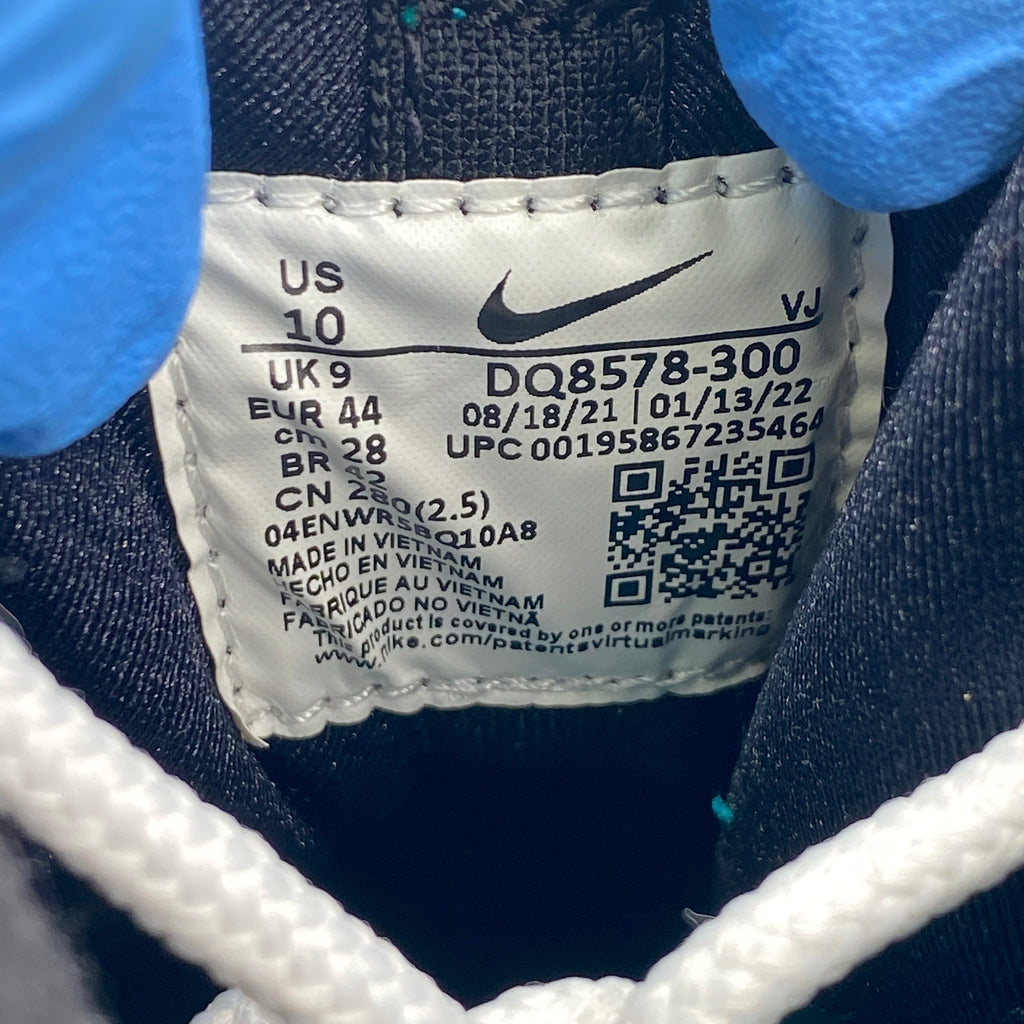 US
10
VJ
UK 9
EUR 44
cm 28
BR 42
CN 280 (2.5)
DQ8578-300
08/18/21 | 01/13/22
UPC 00195867235464
MADE IN VIETNAM
HECHO EN VIETNAM
FABRIQUE AU VIETNAM
FABRICADO NO VIETNÃ
This product is covered by one or more patents:
www.nike.com/patentsvirtualmarking